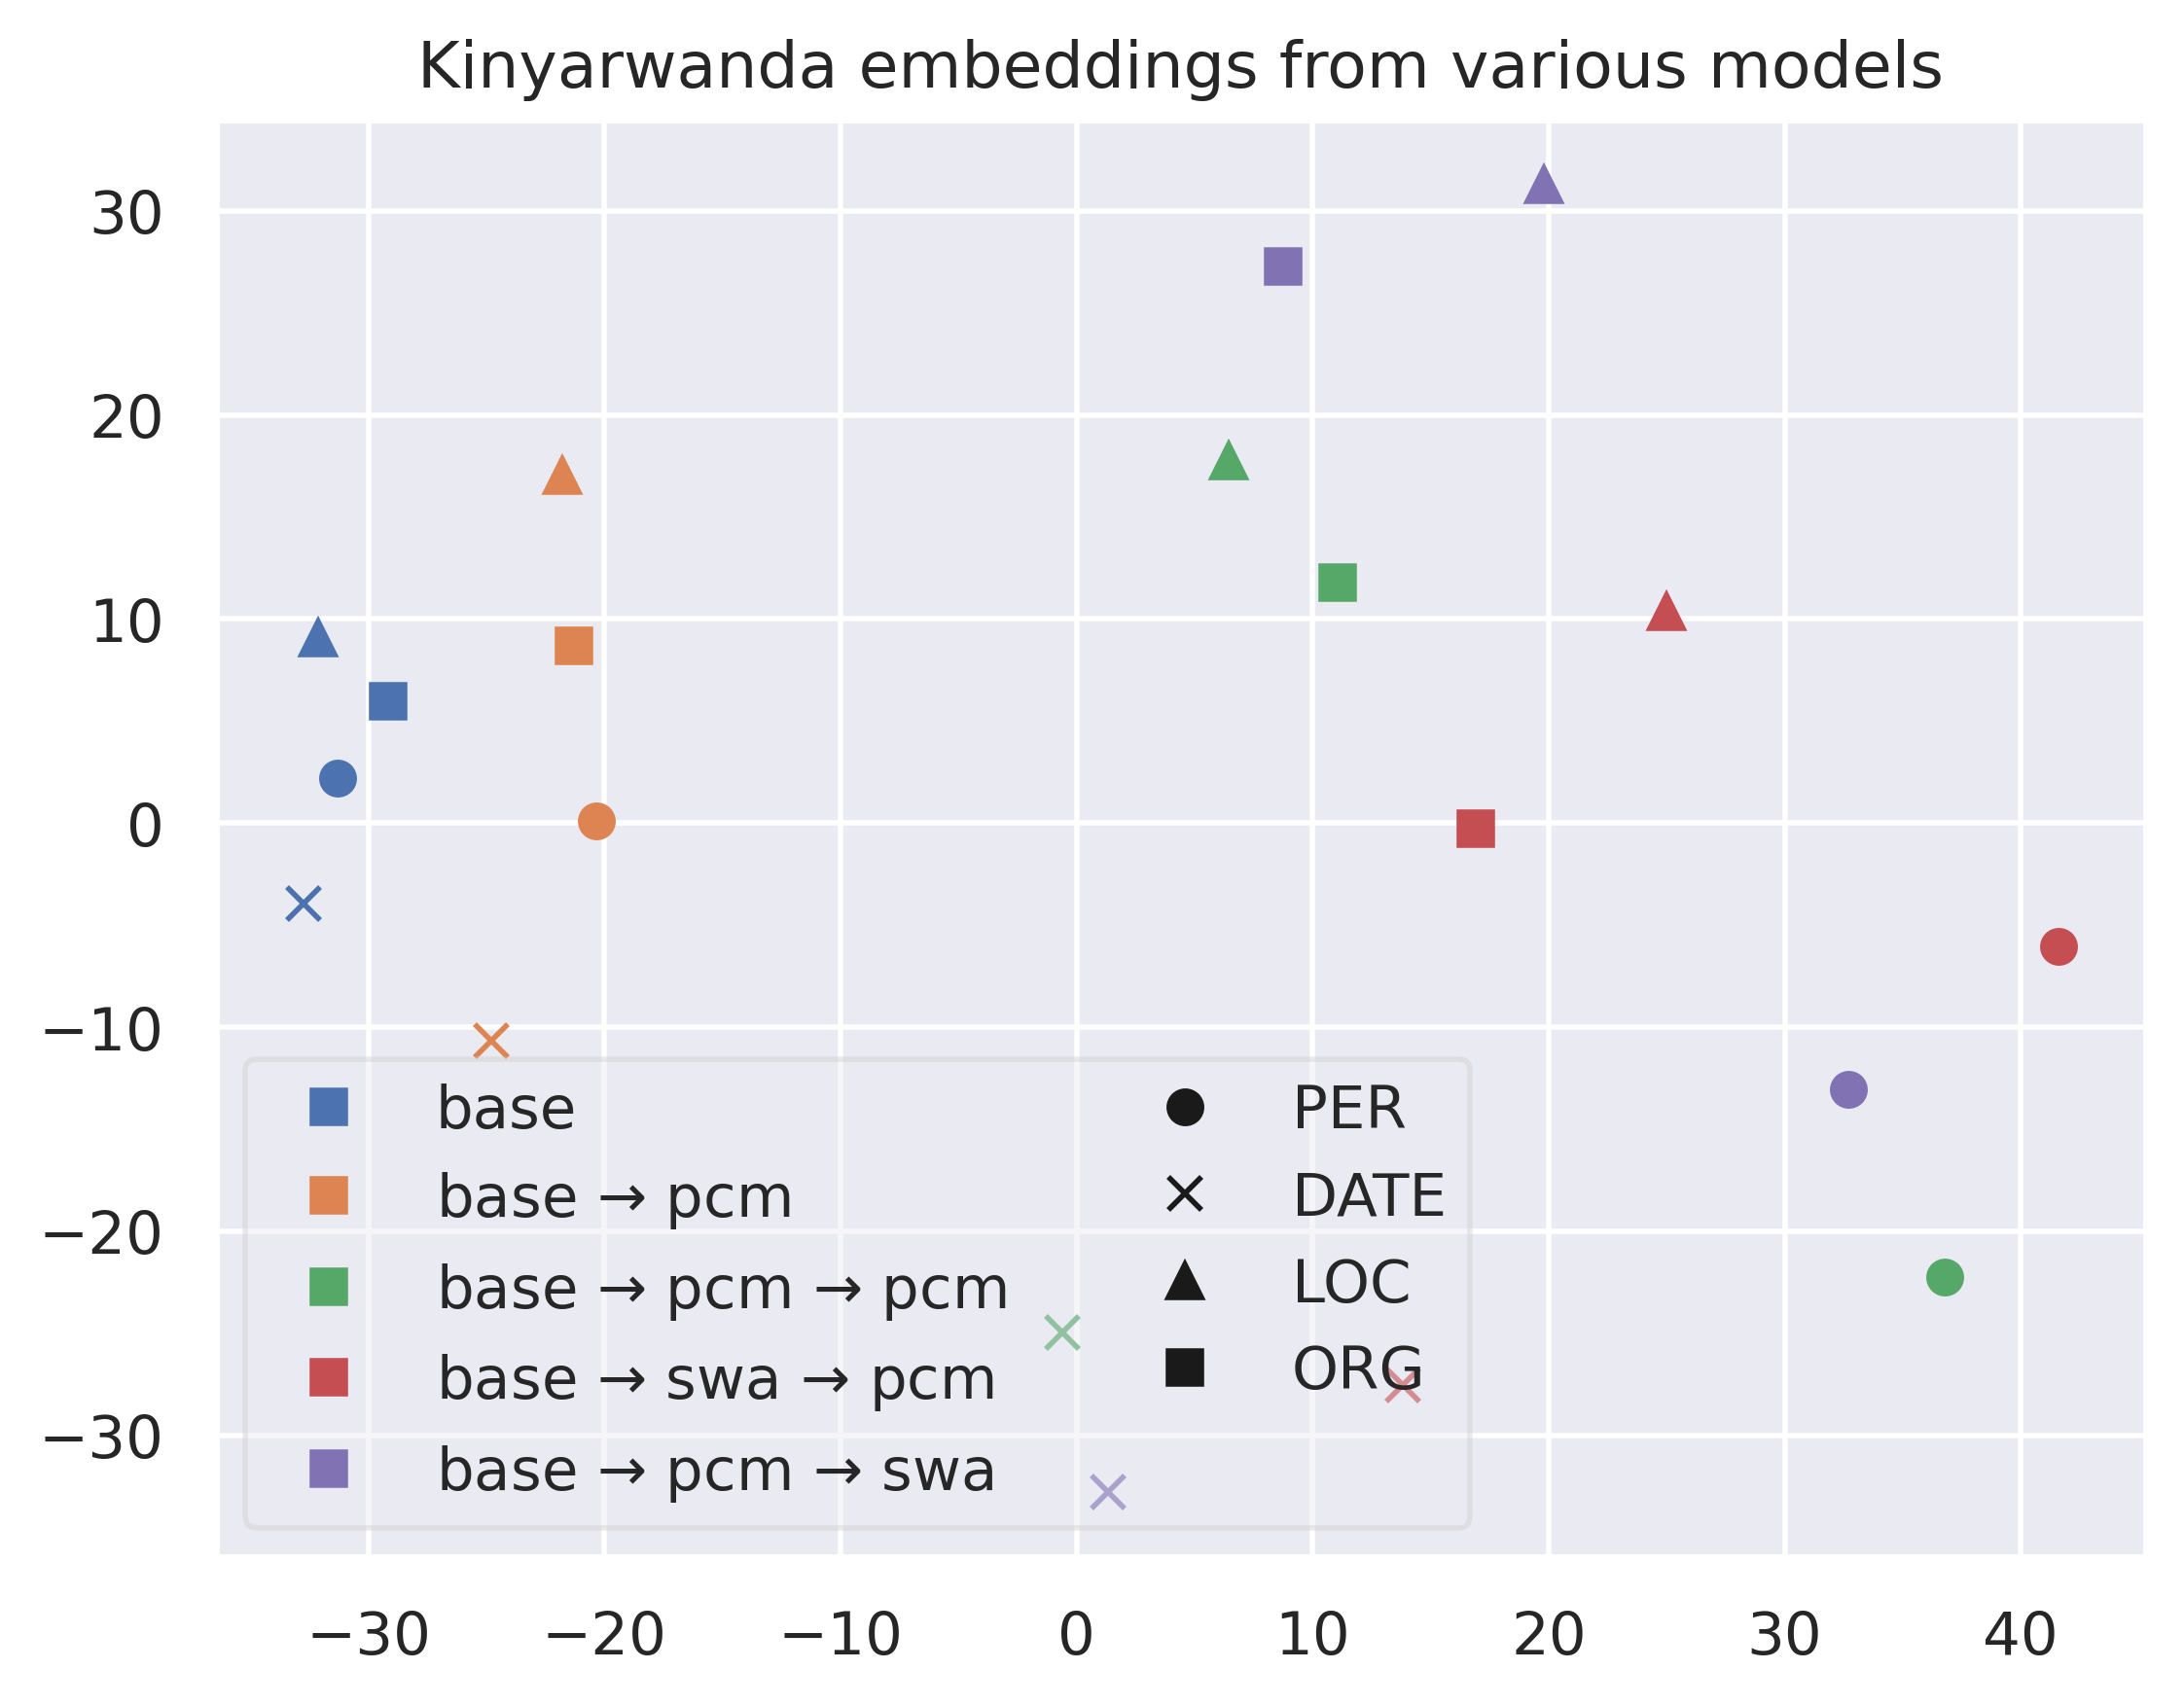 Kinyarwanda embeddings from various models
30
20
10
0
−10
−20
−30
base
base → pcm
base → pcm → pcm
base → swa → pcm
base → pcm → swa
PER
DATE
LOC
ORG
−30 −20 −10 0 10 20 30 40